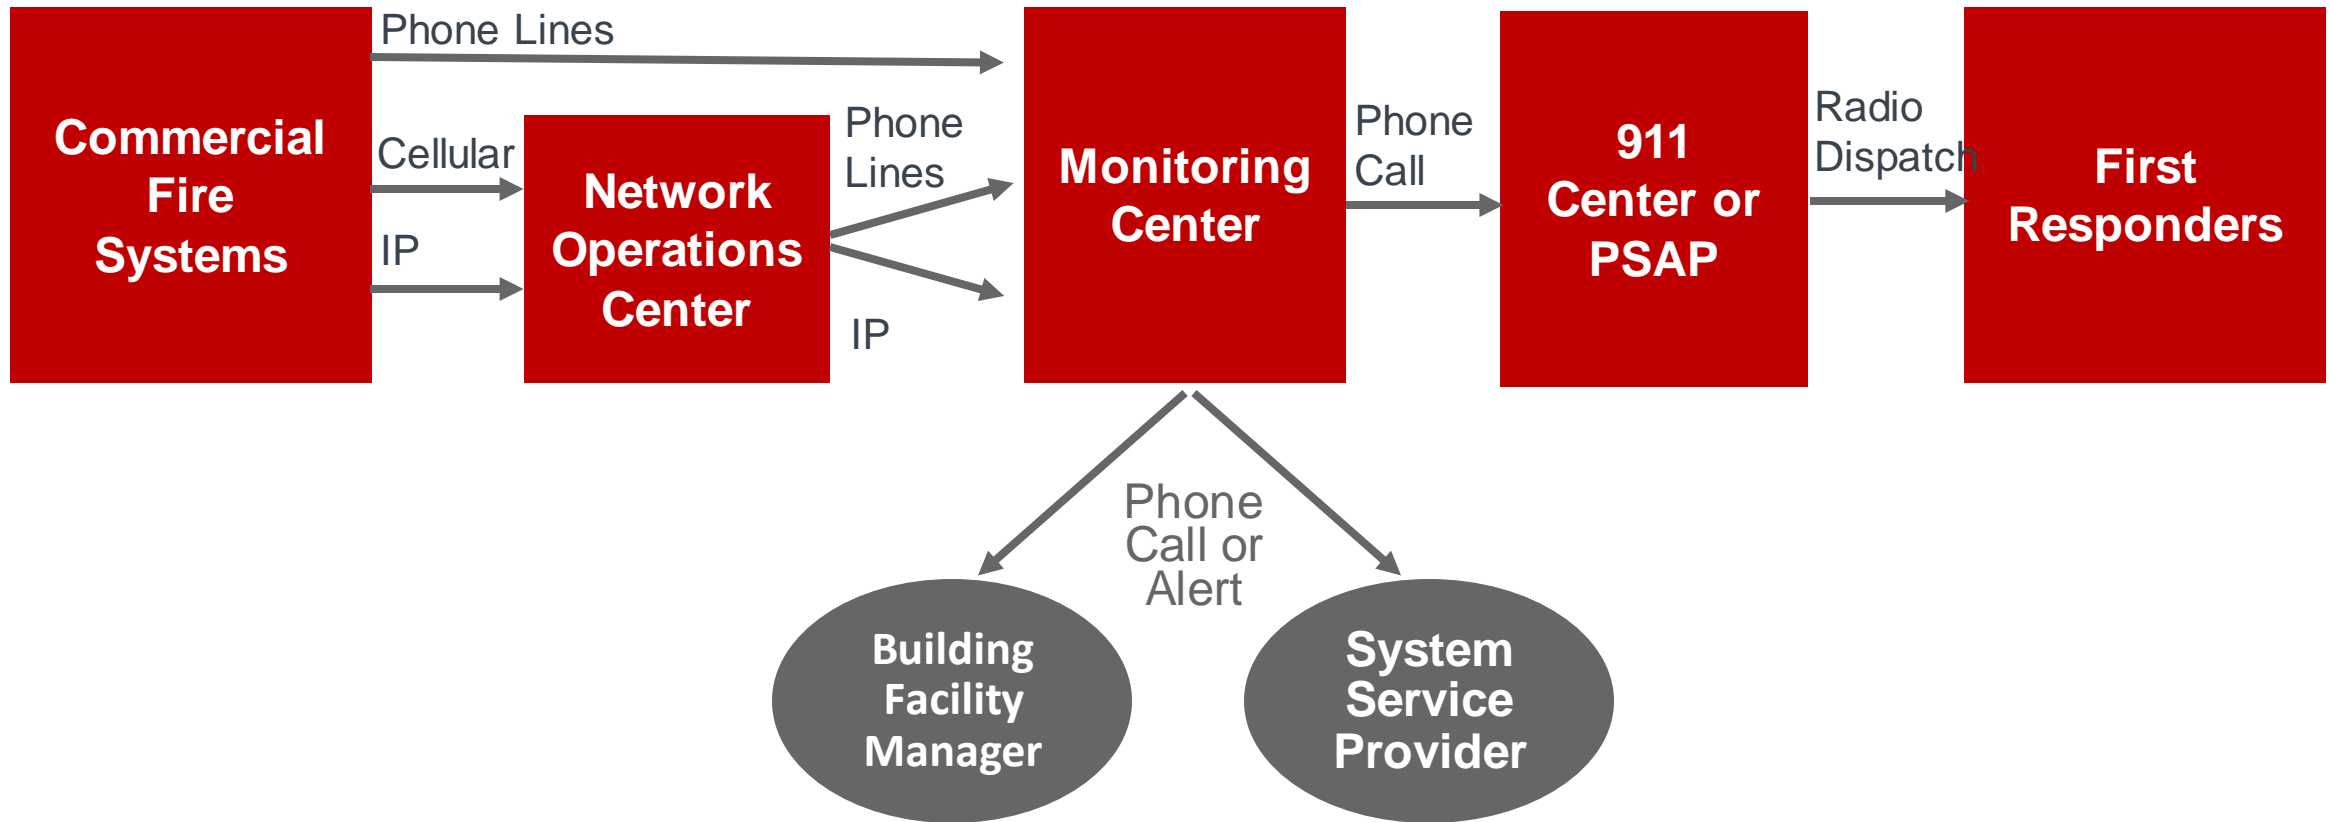 Commercial
Fire
Systems
Phone Lines
Cellular
IP
Network
Operations
Center
Phone
Lines
IP
Monitoring
Center
Phone
Call
911
Center or
PSAP
Radio
Dispatch
First
Responders
Phone
Call or
Alert
Building
Facility
Manager
System
Service
Provider